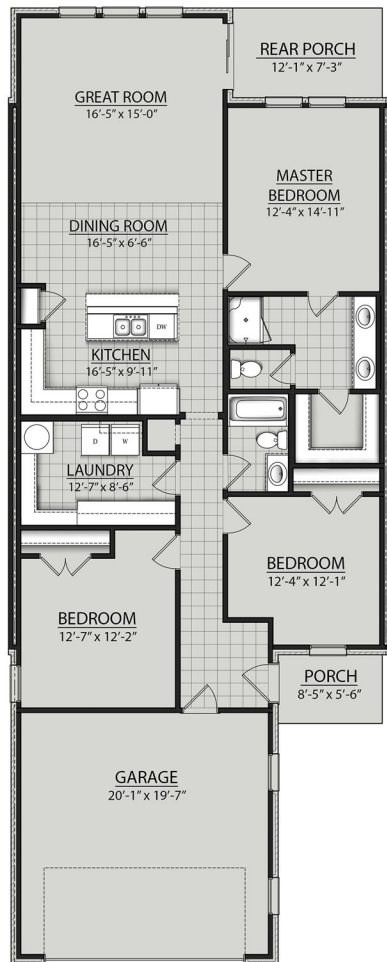 REAR PORCH
12'-1" x 7'-3"
GREAT ROOM
16'-5" x 15'-0"
MASTER
BEDROOM
12'-4" x 14'-11"
DINING ROOM
16'-5" x 6'-6"
DW
KITCHEN
16'-5" x 9'-11"
D W
LAUNDRY
12'-7" x 8'-6"
BEDROOM
12'-4" x 12'-1"
BEDROOM
12'-7" x 12'-2"
PORCH
8'-5" x 5'-6"
GARAGE
20'-1" x 19'-7"